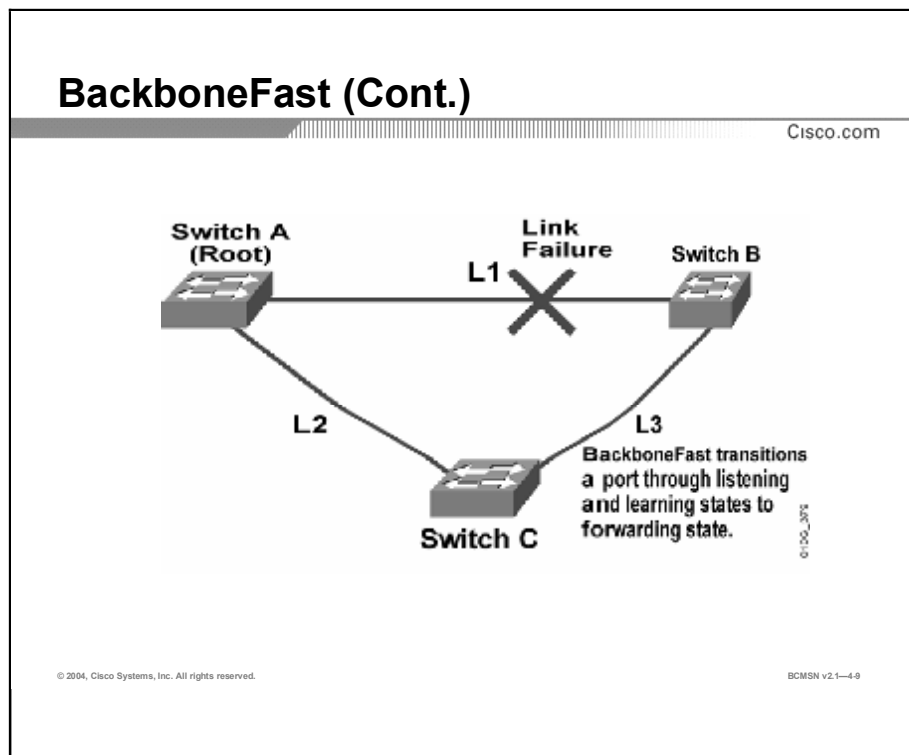 BackboneFast (Cont.)
Cisco.com
Switch A
(Root)
Link
Failure
L1
Switch B
L2
L3
BackboneFast transitions
a port through listening
and learning states to
forwarding state.
Switch C
© 2004, Cisco Systems, Inc. All rights reserved.
BCMSN v2.1—4-9